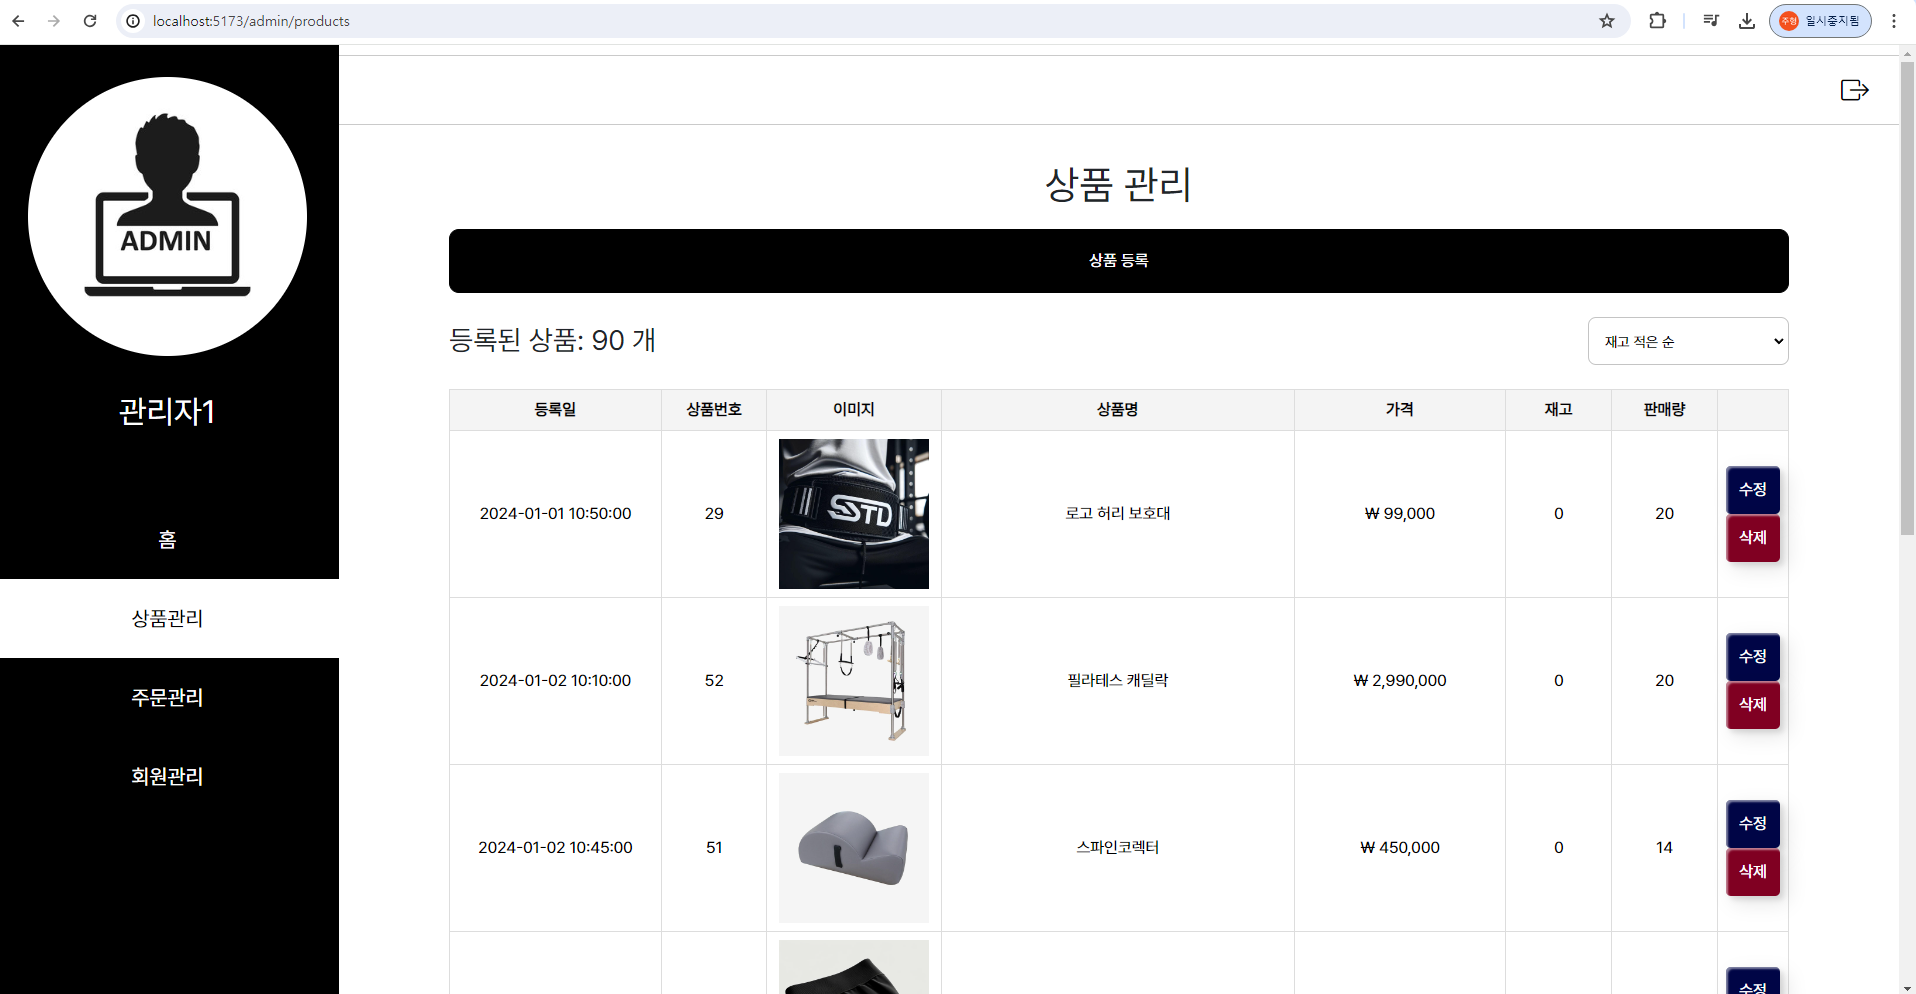 localhost:5173/admin/products
주형 일시중지됨
ADMIN
관리자1
홈
상품관리
주문관리
회원관리
상품 관리
상품 등록
등록된 상품: 90 개
재고 적은 순
등록일 상품번호 이미지 상품명 가격 재고 판매량
2024-01-01 10:50:00 29 STD 로고 허리 보호대 ₩ 99,000 0 20 수정
삭제
2024-01-02 10:10:00 52 필라테스 캐딜락 ₩ 2,990,000 0 20 수정
삭제
2024-01-02 10:45:00 51 스파인코렉터 ₩ 450,000 0 14 수정
삭제
수정